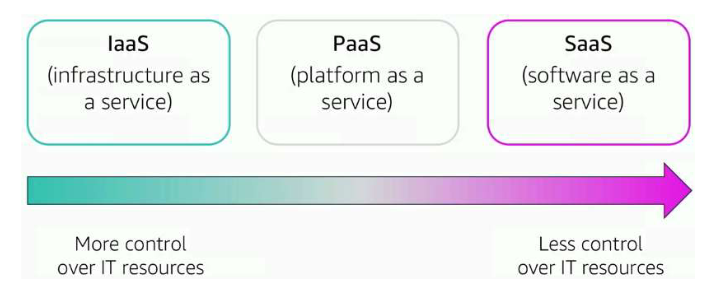 IaaS
(infrastructure as
a service)
PaaS
(platform as a
service)
SaaS
(software as a
service)
More control
over IT resources
Less control
over IT resources